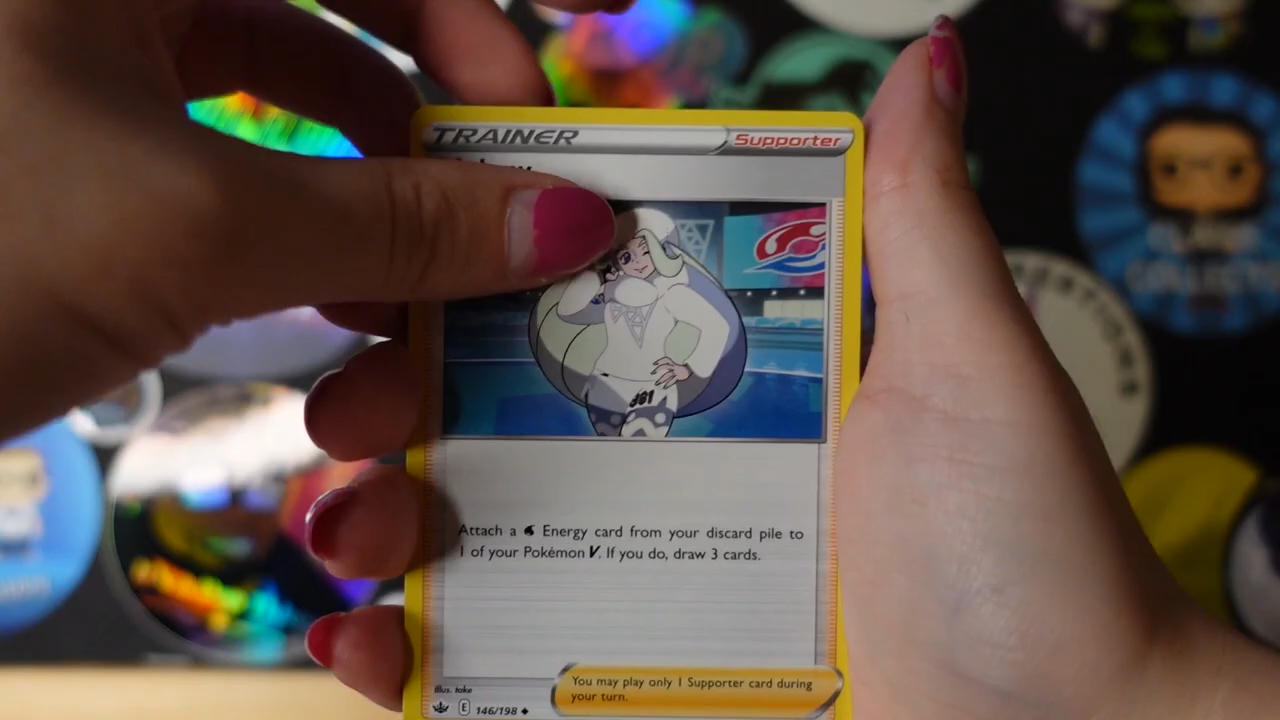 TRAINER
Supporter
381
Attach a Energy card from your discard pile to
1 of your Pokémon V. If you do, draw 3 cards.
You may play only 1 Supporter card during
your turn.
Illus. take
E 146/198